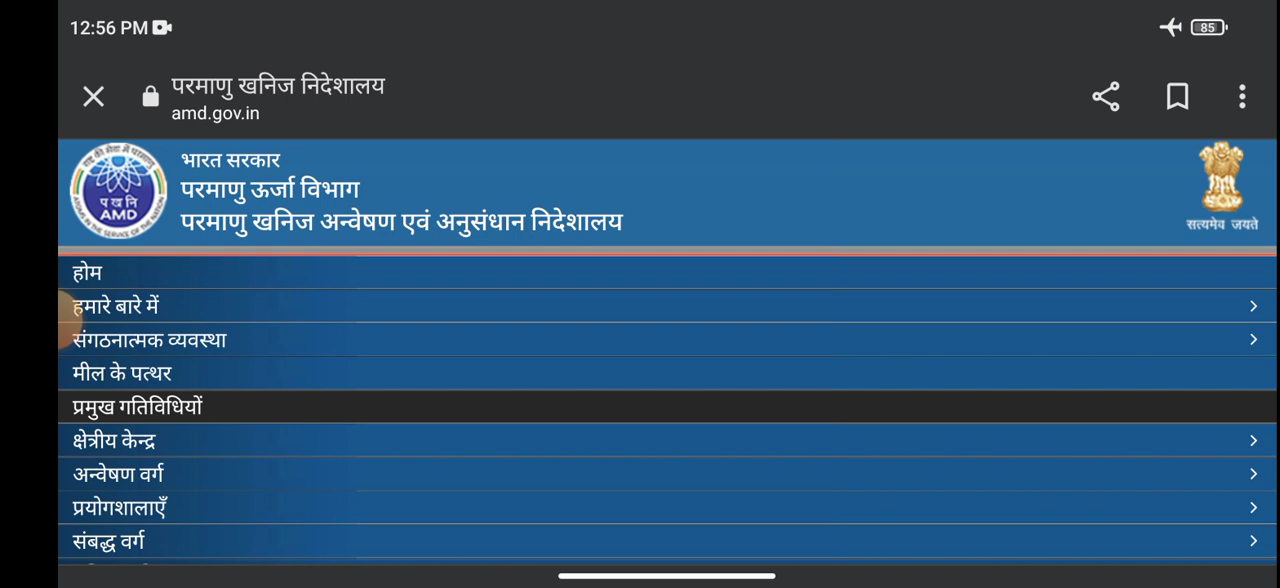 12:56 PM
85
परमाणु खनिज निदेशालय
amd.gov.in
भारत सरकार
परमाणु ऊर्जा विभाग
परमाणु खनिज अन्वेषण एवं अनुसंधान निदेशालय
प ख नि
AMD
सत्यमेव जयते
होम
हमारे बारे में
संगठनात्मक व्यवस्था
मील के पत्थर
प्रमुख गतिविधियों
क्षेत्रीय केन्द्र
अन्वेषण वर्ग
प्रयोगशालाएँ
संबद्ध वर्ग